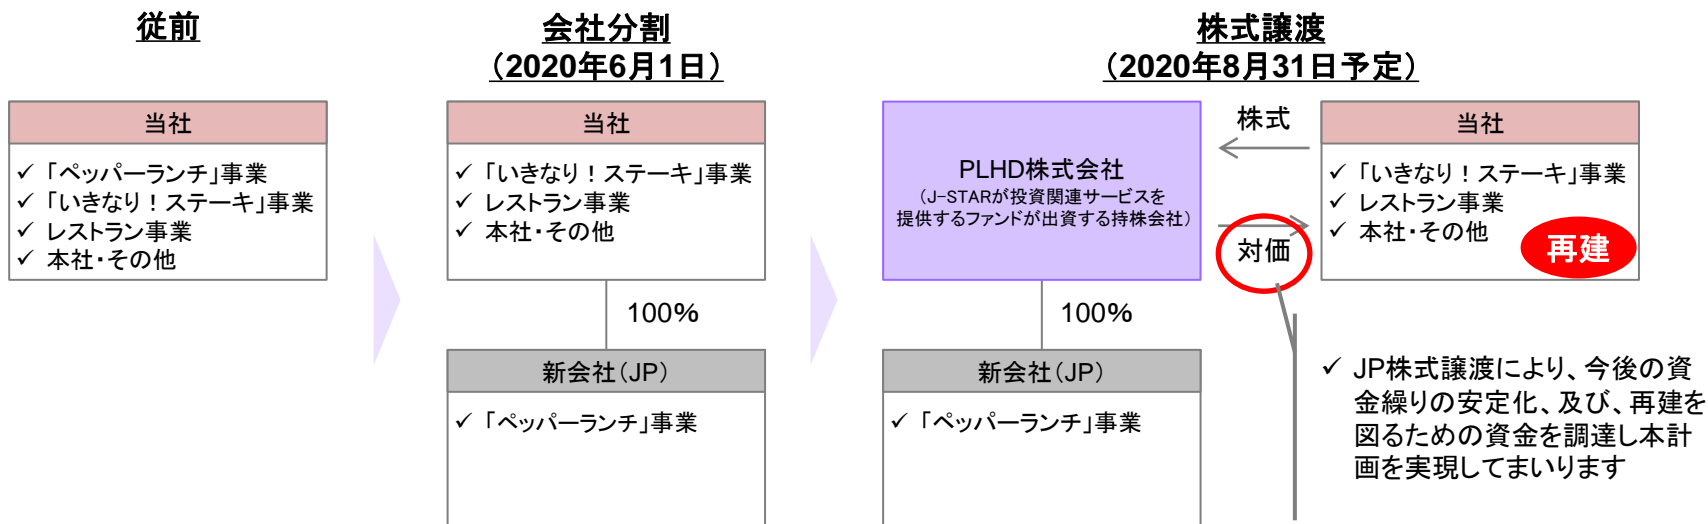 従前
当社
✓ 「ペッパーランチ」事業
✓ 「いきなり！ステーキ」事業
✓ レストラン事業
✓ 本社・その他
会社分割
（2020年6月1日）
当社
✓ 「いきなり！ステーキ」事業
✓ レストラン事業
✓ 本社・その他
100%
新会社（JP）
✓ 「ペッパーランチ」事業
株式譲渡
（2020年8月31日予定）
PLHD株式会社
（J-STARが投資関連サービスを
提供するファンドが出資する持株会社）
株式
対価
当社
✓ 「いきなり！ステーキ」事業
✓ レストラン事業
✓ 本社・その他
再建
100%
新会社（JP）
✓ 「ペッパーランチ」事業
✓ JP株式譲渡により、今後の資
金繰りの安定化、及び、再建を
図るための資金を調達し本計
画を実現してまいります